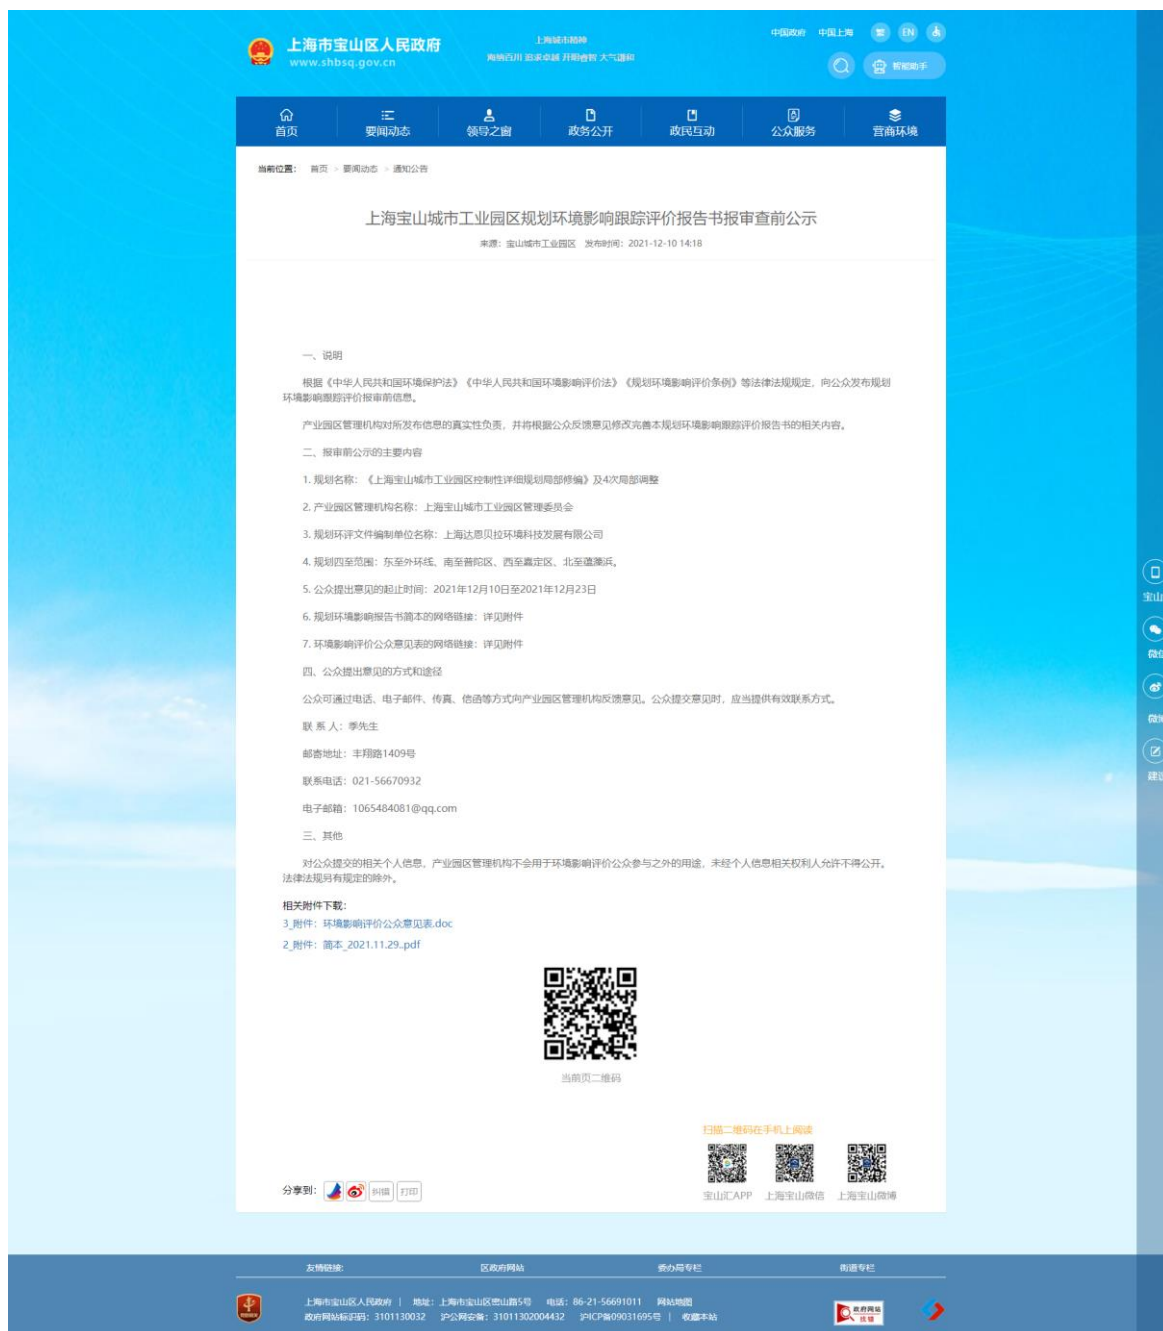 上海市宝山区人民政府
www.shbsq.gov.cn
上海城市精神
海纳百川 追求卓越 开明睿智 大气谦和
中国政府 中国上海 繁 EN
智能助手
首页 要闻动态 领导之窗 政务公开 政民互动 公众服务 营商环境
当前位置： 首页 > 要闻动态 > 通知公告
上海宝山城市工业园区规划环境影响跟踪评价报告书报审查前公示
来源：宝山城市工业园区 发布时间：2021-12-10 14:18
一、说明
根据《中华人民共和国环境保护法》《中华人民共和国环境影响评价法》《规划环境影响评价条例》等法律法规规定，向公众发布规划
环境影响跟踪评价报审前信息。
产业园区管理机构对所发布信息的真实性负责，并将根据公众反馈意见修改完善本规划环境影响跟踪评价报告书的相关内容。
二、报审前公示的主要内容
1. 规划名称：《上海宝山城市工业园区控制性详细规划局部修编》及4次局部调整
2. 产业园区管理机构名称：上海宝山城市工业园区管理委员会
3. 规划环评文件编制单位名称：上海达恩贝拉环境科技发展有限公司
4. 规划四至范围：东至外环线、南至普陀区、西至嘉定区、北至蕰藻浜。
5. 公众提出意见的起止时间：2021年12月10日至2021年12月23日
6. 规划环境影响报告书简本的网络链接：详见附件
7. 环境影响评价公众意见表的网络链接：详见附件
四、公众提出意见的方式和途径
公众可通过电话、电子邮件、传真、信函等方式向产业园区管理机构反馈意见。公众提交意见时，应当提供有效联系方式。
联 系 人：季先生
邮寄地址：丰翔路1409号
联系电话：021-56670932
电子邮箱：1065484081@qq.com
三、其他
对公众提交的相关个人信息，产业园区管理机构不会用于环境影响评价公众参与之外的用途，未经个人信息相关权利人允许不得公开。
法律法规另有规定的除外。
相关附件下载：
3_附件：环境影响评价公众意见表.doc
2_附件：简本_2021.11.29_.pdf
当前页二维码
扫描二维码在手机上阅读
宝山汇APP 上海宝山微信 上海宝山微博
分享到： 纠错 打印
宝山
微信
微博
建议
友情链接: 区政府网站 委办局专栏 街道专栏
上海市宝山区人民政府 | 地址：上海市宝山区密山路5号 电话：86-21-56691011 网站地图
政府网站标识码：3101130032 沪公网安备：31011302004432 沪ICP备09031695号 | 收藏本站
政府网站
找错